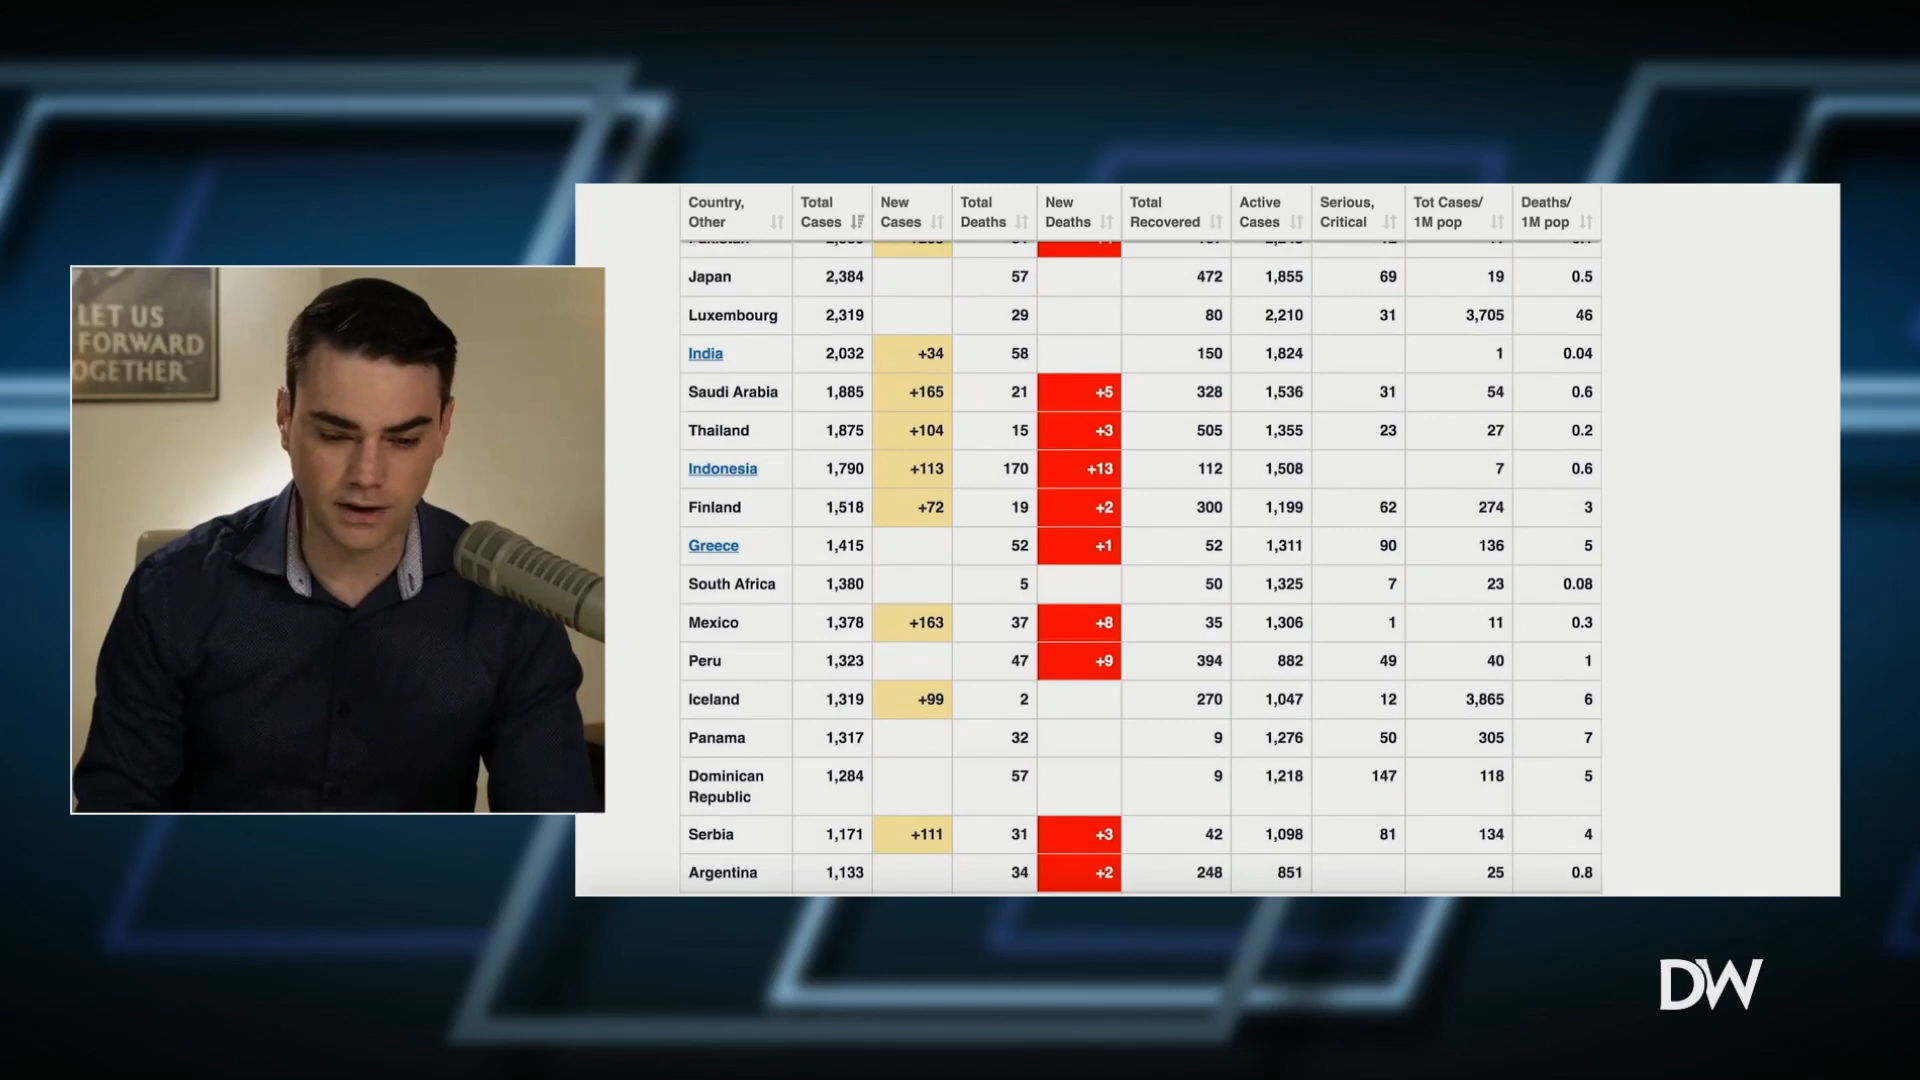 LET US
FORWARD
OGETHER
Country, Other Total Cases New Cases Total Deaths New Deaths Total Recovered Active Cases Serious, Critical Tot Cases/ 1M pop Deaths/ 1M pop
Japan 2,384 57 472 1,855 69 19 0.5
Luxembourg 2,319 29 80 2,210 31 3,705 46
India 2,032 +34 58 150 1,824 1 0.04
Saudi Arabia 1,885 +165 21 +5 328 1,536 31 54 0.6
Thailand 1,875 +104 15 +3 505 1,355 23 27 0.2
Indonesia 1,790 +113 170 +13 112 1,508 7 0.6
Finland 1,518 +72 19 +2 300 1,199 62 274 3
Greece 1,415 52 +1 52 1,311 90 136 5
South Africa 1,380 5 50 1,325 7 23 0.08
Mexico 1,378 +163 37 +8 35 1,306 1 11 0.3
Peru 1,323 47 +9 394 882 49 40 1
Iceland 1,319 +99 2 270 1,047 12 3,865 6
Panama 1,317 32 9 1,276 50 305 7
Dominican Republic 1,284 57 9 1,218 147 118 5
Serbia 1,171 +111 31 +3 42 1,098 81 134 4
Argentina 1,133 34 +2 248 851 25 0.8
DW